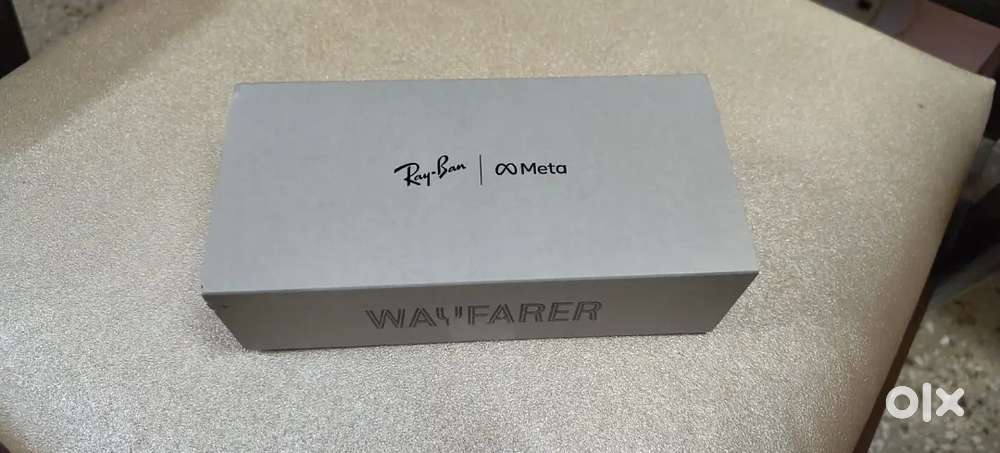 Ray-Ban | Meta
WAYFARER
olx